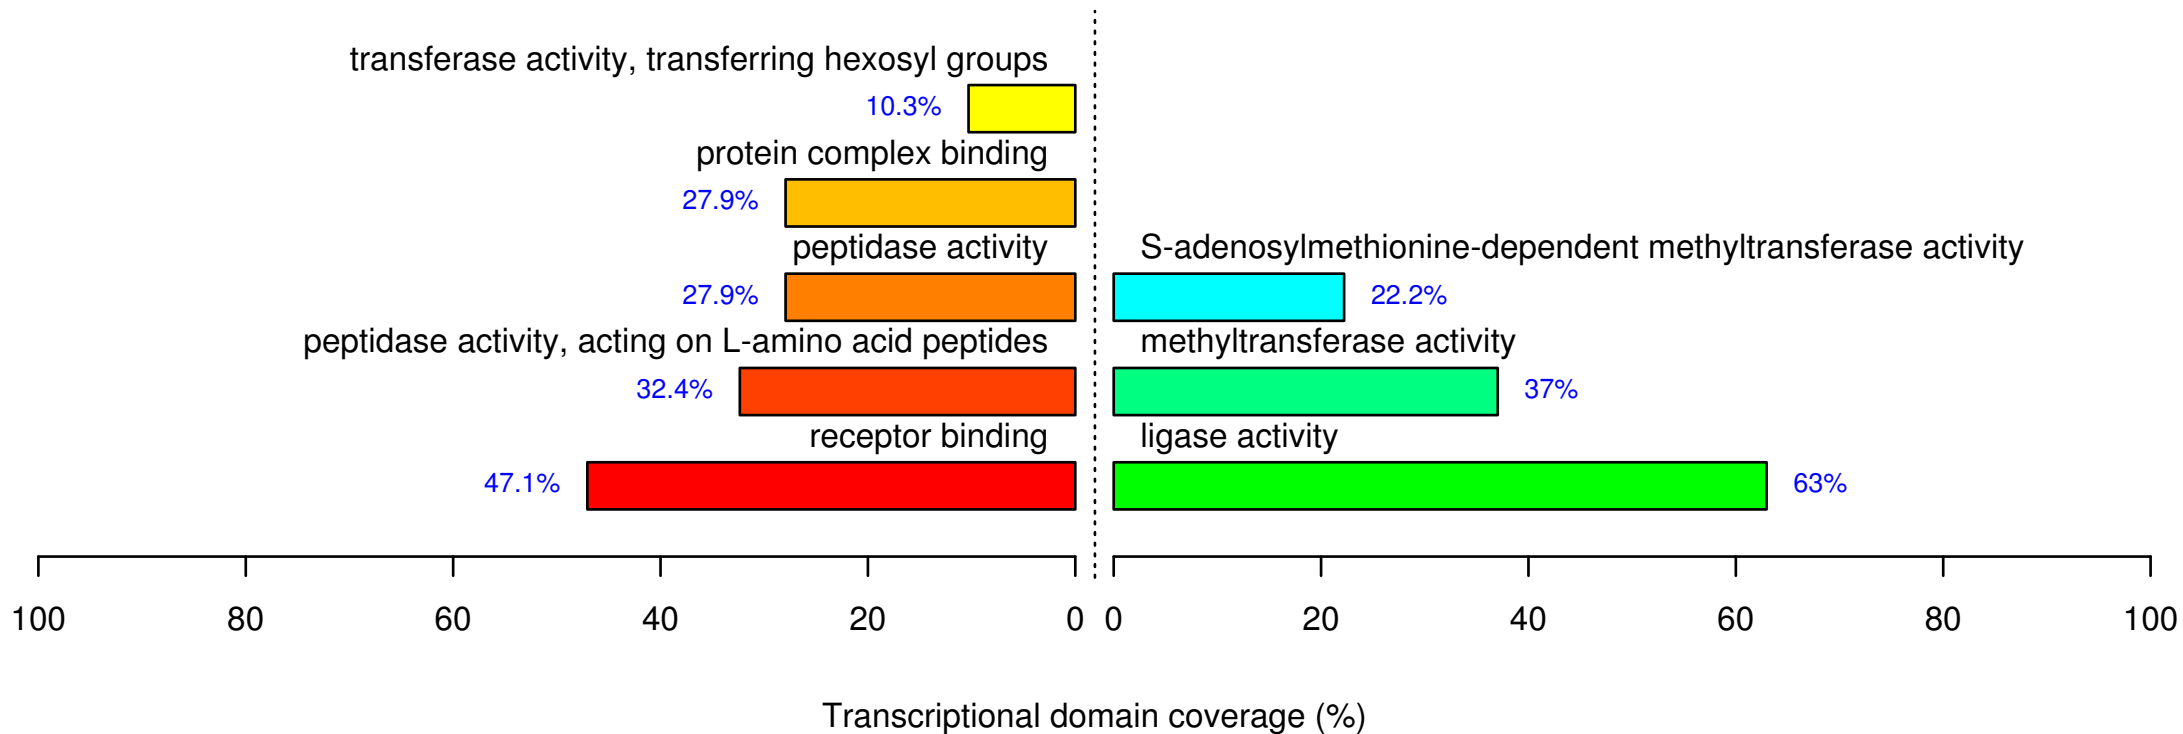 transferase activity, transferring hexosyl groups
10.3%
protein complex binding
27.9%
peptidase activity
27.9%
peptidase activity, acting on L-amino acid peptides
32.4%
receptor binding
47.1%
S-adenosylmethionine-dependent methyltransferase activity
22.2%
methyltransferase activity
37%
ligase activity
63%
100 80 60 40 20 0 0 20 40 60 80 100
Transcriptional domain coverage (%)